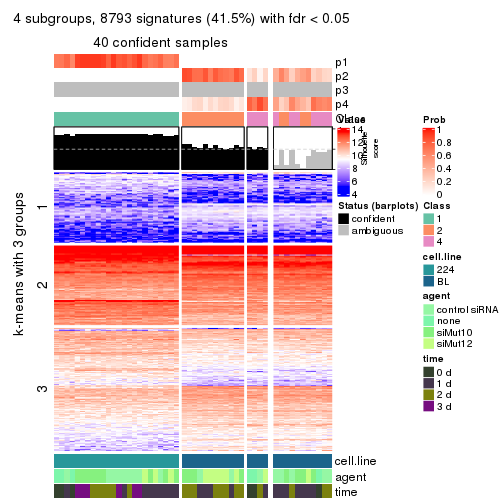 4 subgroups, 8793 signatures (41.5%) with fdr < 0.05
40 confident samples
p1
p2
p3
p4
Class
Silhouette
score
k-means with 3 groups
1
2
3
Value
14
12
10
8
6
4
Status (barplots)
confident
ambiguous
Prob
1
0.8
0.6
0.4
0.2
0
Class
1
2
4
cell.line
224
BL
agent
control siRNA
none
siMut10
siMut12
time
0 d
1 d
2 d
3 d
cell.line
agent
time